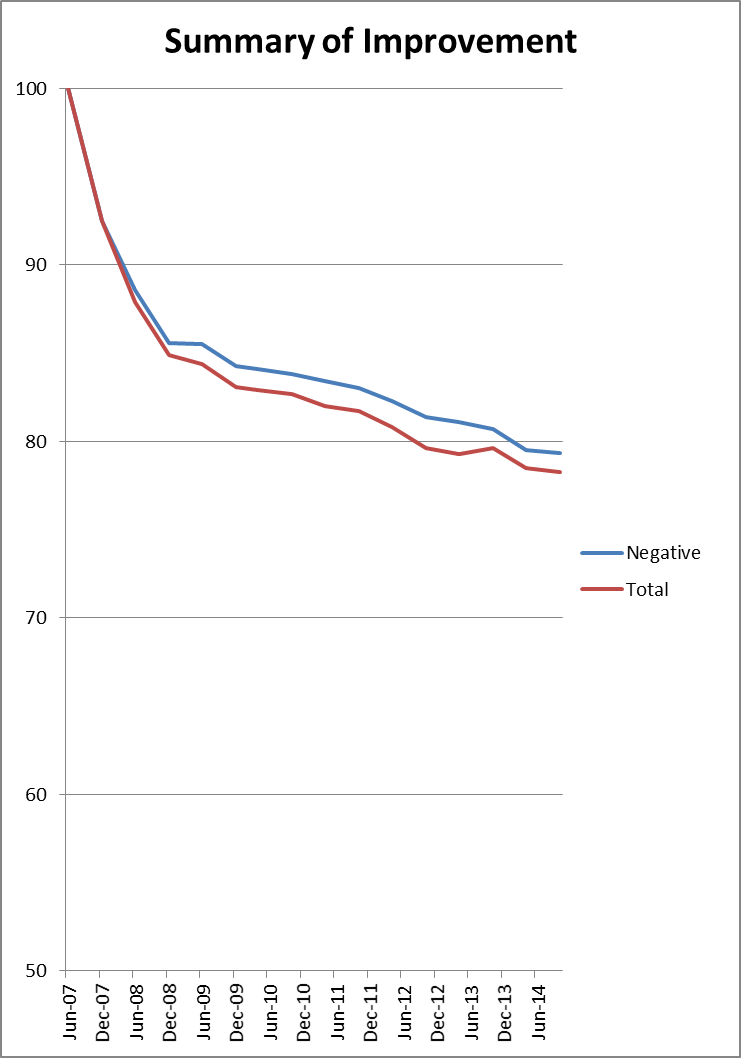 Summary of Improvement
100
90
80
70
60
50
Negative
Total
Jun-07
Dec-07
Jun-08
Dec-08
Jun-09
Dec-09
Jun-10
Dec-10
Jun-11
Dec-11
Jun-12
Dec-12
Jun-13
Dec-13
Jun-14